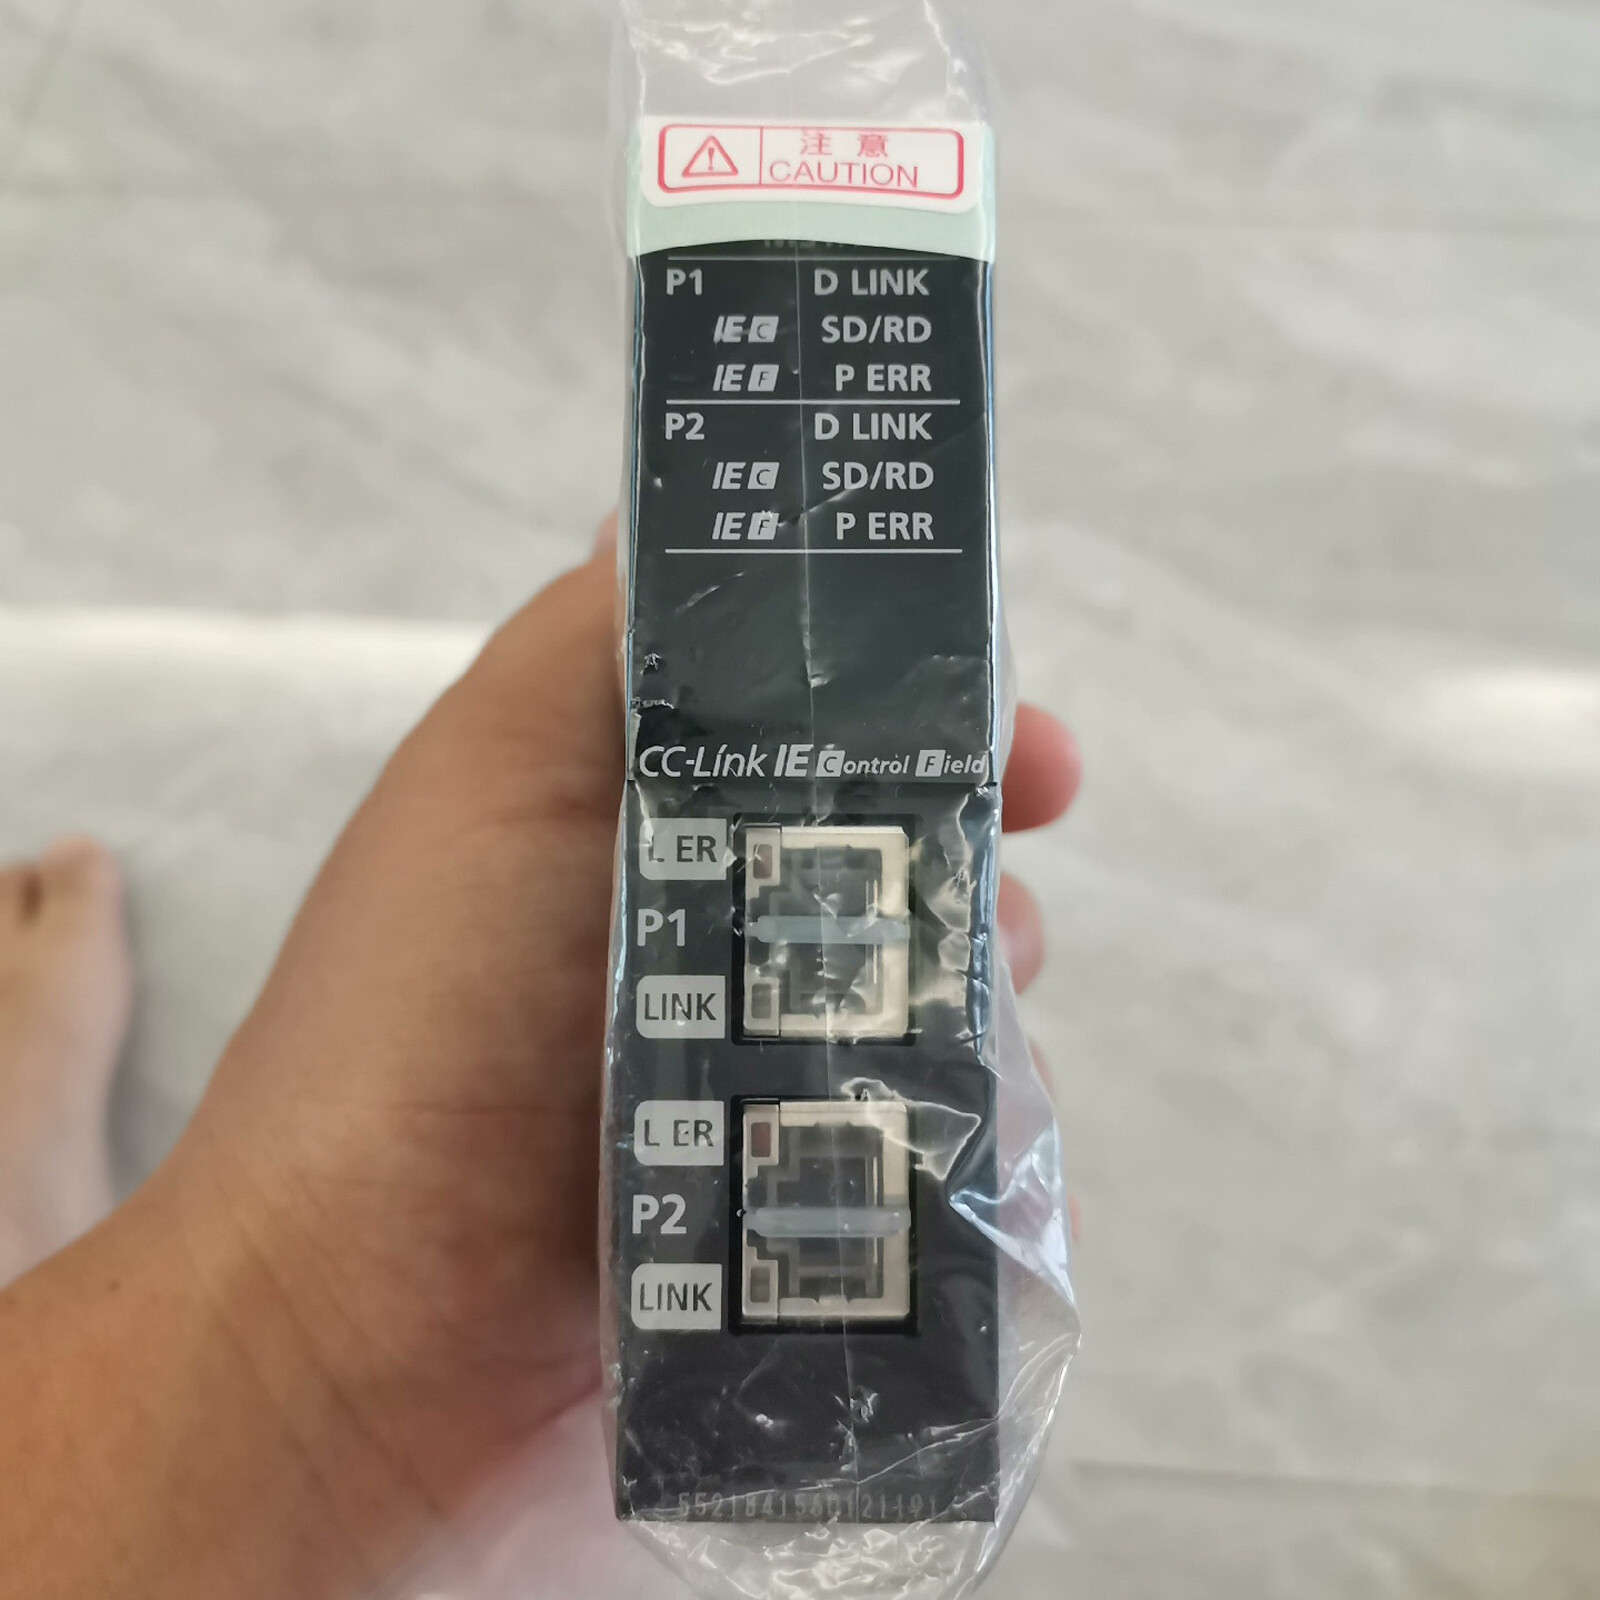 注意
CAUTION
P1 D LINK
IE C SD/RD
IE F P ERR
P2 D LINK
IE C SD/RD
IE F P ERR
CC-Link IE Control Field
L ER
P1
LINK
L ER
P2
LINK